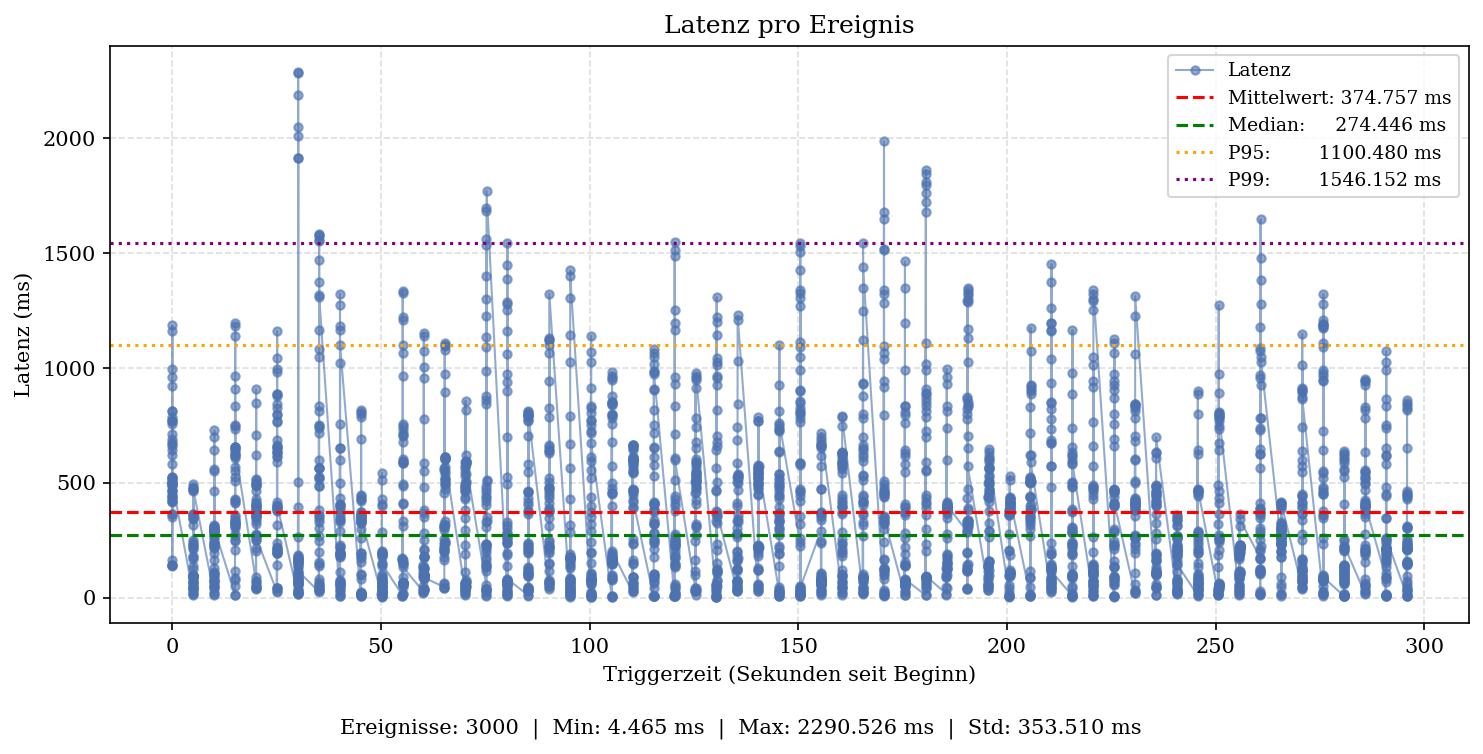 Latenz pro Ereignis
Latenz
Mittelwert: 374.757 ms
Median: 274.446 ms
P95: 1100.480 ms
P99: 1546.152 ms
Latenz (ms)
2000
1500
1000
500
0
0 50 100 150 200 250 300
Triggerzeit (Sekunden seit Beginn)
Ereignisse: 3000 | Min: 4.465 ms | Max: 2290.526 ms | Std: 353.510 ms